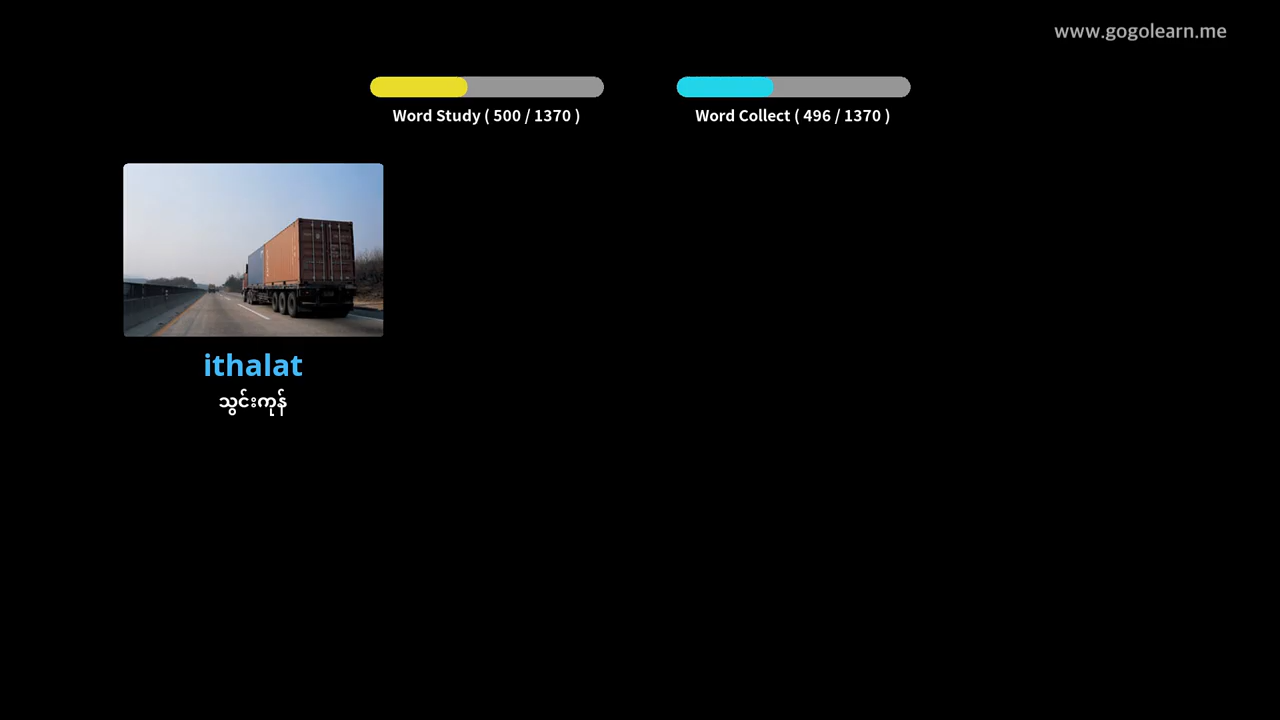 www.gogolearn.me
Word Study ( 500 / 1370 )
Word Collect ( 496 / 1370 )
ithalat
သွင်းကုန်